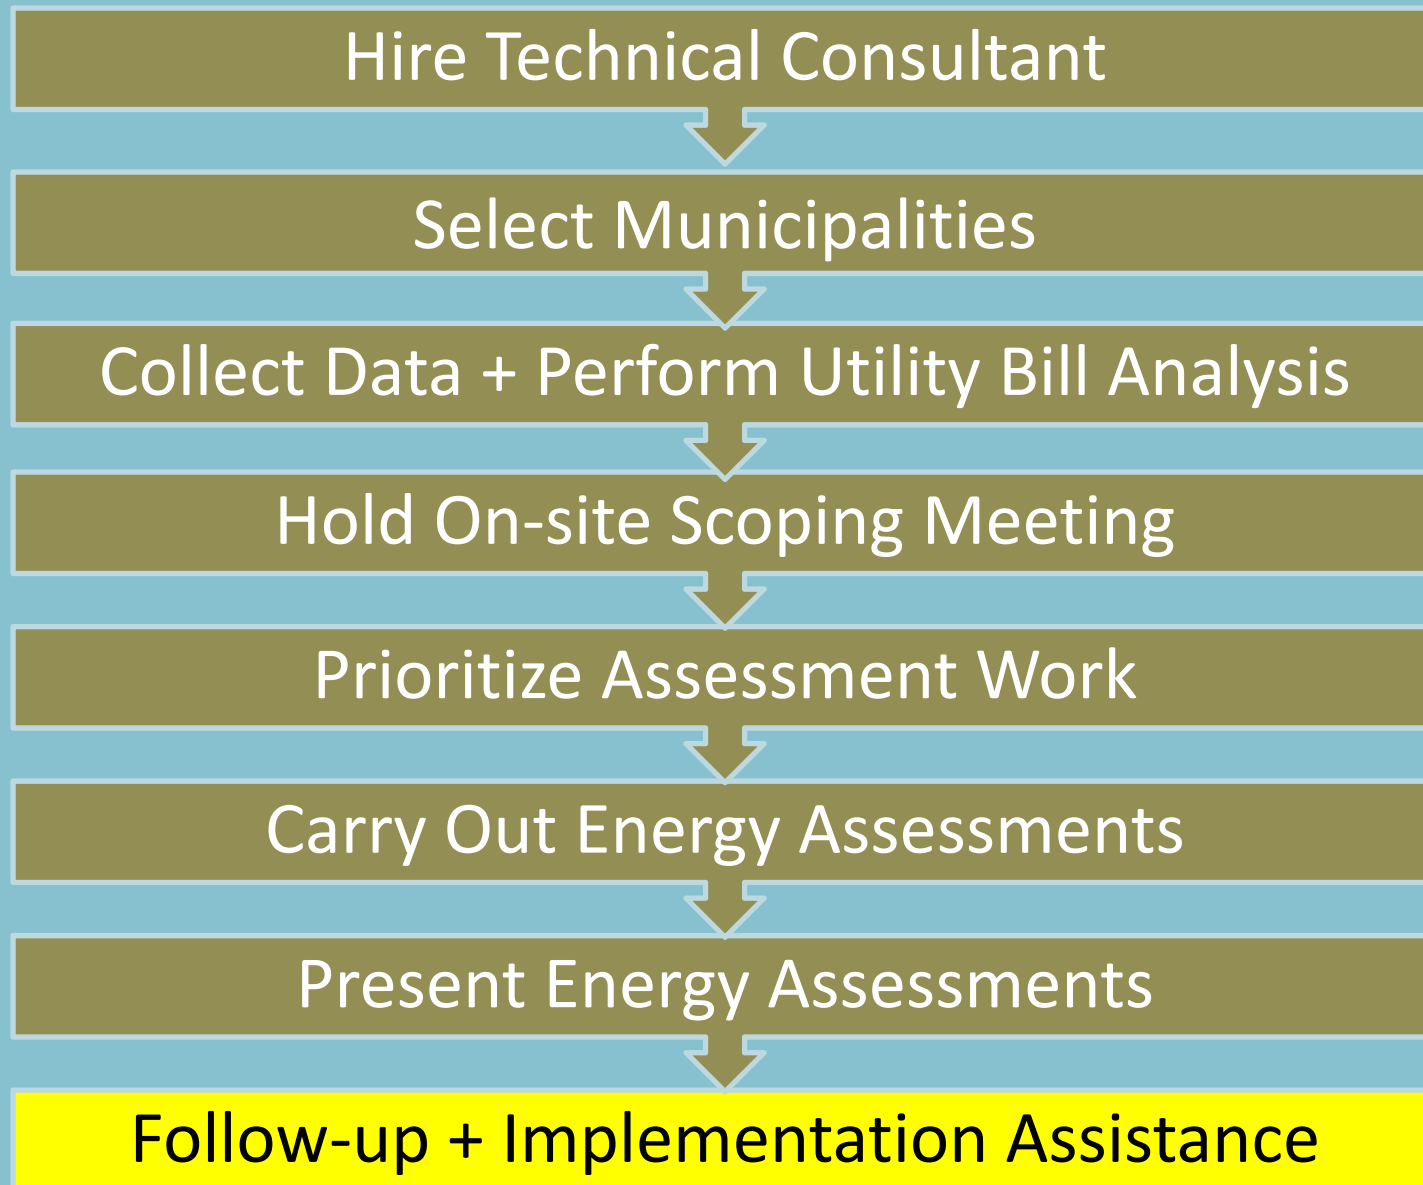 Hire Technical Consultant
Select Municipalities
Collect Data + Perform Utility Bill Analysis
Hold On-site Scoping Meeting
Prioritize Assessment Work
Carry Out Energy Assessments
Present Energy Assessments
Follow-up + Implementation Assistance